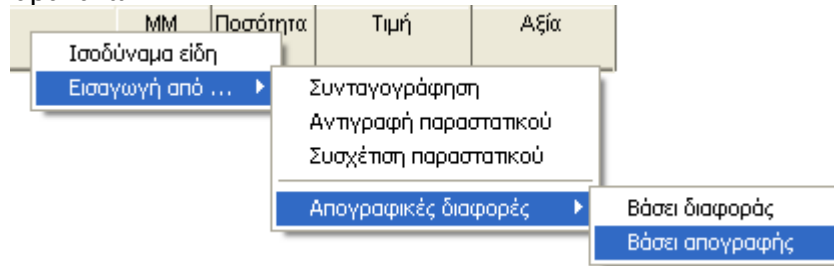 ΜΜ Ποσότητα Τιμή Αξία
Ισοδύναμα είδη
Εισαγωγή από ...
Συνταγογράφηση
Αντιγραφή παραστατικού
Συσχέτιση παραστατικού
Απογραφικές διαφορές
Βάσει διαφοράς
Βάσει απογραφής